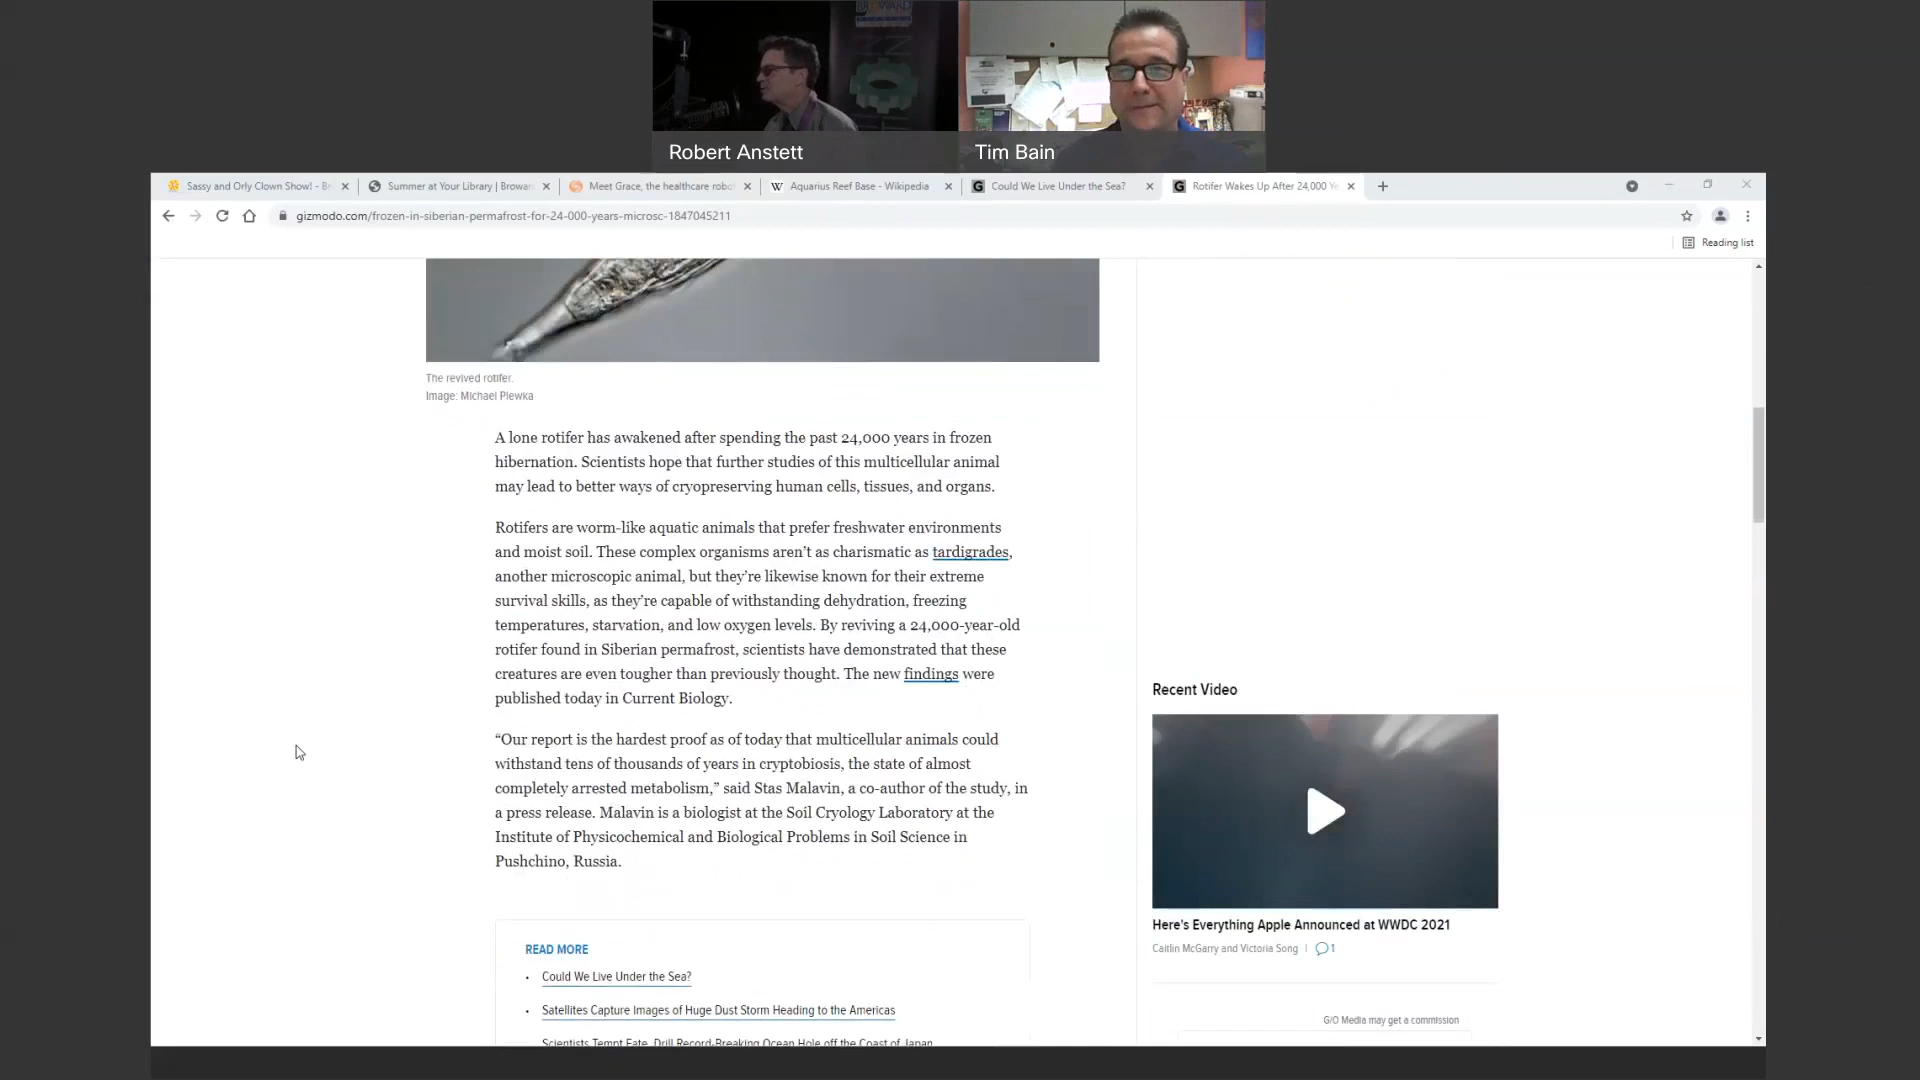 BROWARD
Robert Anstett
Tim Bain
Sassy and Orly Clown Show! - Br
Summer at Your Library | Browar
Meet Grace, the healthcare robo
Aquarius Reef Base - Wikipedia
Could We Live Under the Sea?
Rotifer Wakes Up After 24,000 Ye
gizmodo.com/frozen-in-siberian-permafrost-for-24-000-years-microsc-1847045211
Reading list
The revived rotifer.
Image: Michael Plewka
A lone rotifer has awakened after spending the past 24,000 years in frozen
hibernation. Scientists hope that further studies of this multicellular animal
may lead to better ways of cryopreserving human cells, tissues, and organs.
Rotifers are worm-like aquatic animals that prefer freshwater environments
and moist soil. These complex organisms aren’t as charismatic as tardigrades,
another microscopic animal, but they’re likewise known for their extreme
survival skills, as they’re capable of withstanding dehydration, freezing
temperatures, starvation, and low oxygen levels. By reviving a 24,000-year-old
rotifer found in Siberian permafrost, scientists have demonstrated that these
creatures are even tougher than previously thought. The new findings were
published today in Current Biology.
“Our report is the hardest proof as of today that multicellular animals could
withstand tens of thousands of years in cryptobiosis, the state of almost
completely arrested metabolism,” said Stas Malavin, a co-author of the study, in
a press release. Malavin is a biologist at the Soil Cryology Laboratory at the
Institute of Physicochemical and Biological Problems in Soil Science in
Pushchino, Russia.
READ MORE
Could We Live Under the Sea?
Satellites Capture Images of Huge Dust Storm Heading to the Americas
Scientists Tempt Fate, Drill Record-Breaking Ocean Hole off the Coast of Japan
Recent Video
Here's Everything Apple Announced at WWDC 2021
Caitlin McGarry and Victoria Song | 1
G/O Media may get a commission